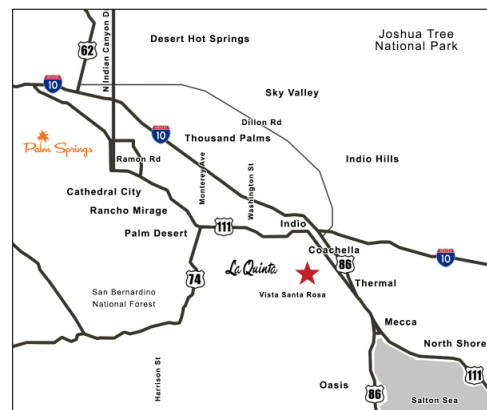 N Indian Canyon D
Desert Hot Springs
Joshua Tree
National Park
62
10
Sky Valley
Dillon Rd
10
Thousand Palms
Palm Springs
Ramon Rd
Indio Hills
Monterey Ave
Washington St
Cathedral City
Rancho Mirage
Palm Desert
111
Indio
Coachella
10
La Quinta
86
74
Thermal
San Bernardino
National Forest
Vista Santa Rosa
Mecca
North Shore
Harrison St
111
Oasis
86
Salton Sea